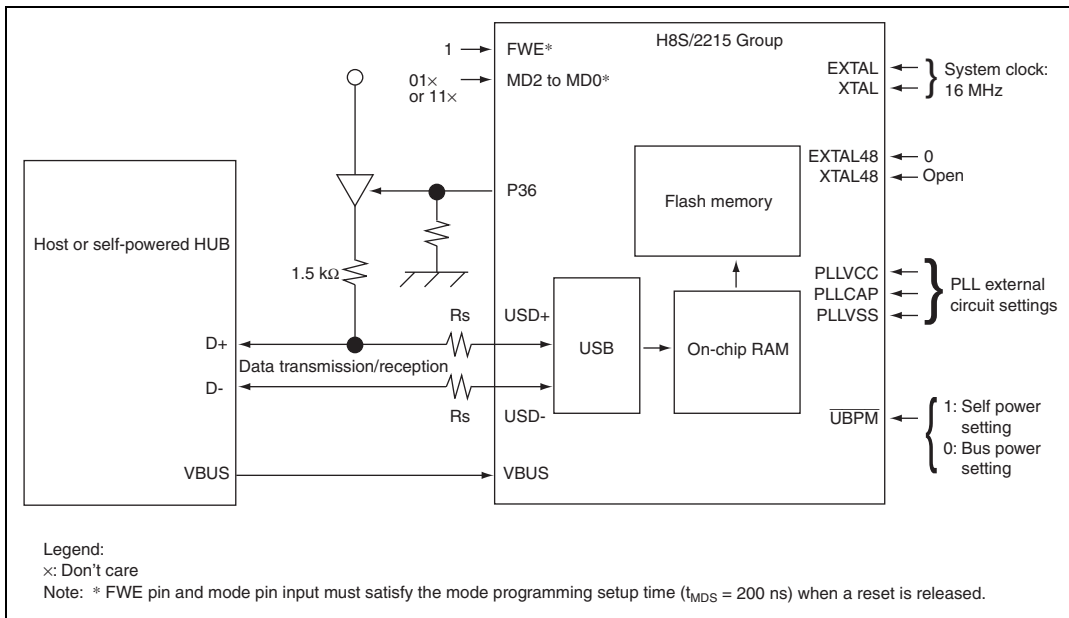 H8S/2215 Group
1
FWE*
01×
or 11×
MD2 to MD0*
EXTAL
XTAL
System clock:
16 MHz
EXTAL48
0
XTAL48
Open
P36
Flash memory
Host or self-powered HUB
1.5 kΩ
PLLVCC
PLLCAP
PLLVSS
PLL external
circuit settings
Rs
USD+
D+
USB
On-chip RAM
Data transmission/reception
D-
Rs
USD-
UBPM
1: Self power
setting
0: Bus power
setting
VBUS
VBUS
Legend:
×: Don't care
Note: * FWE pin and mode pin input must satisfy the mode programming setup time (tMDS = 200 ns) when a reset is released.